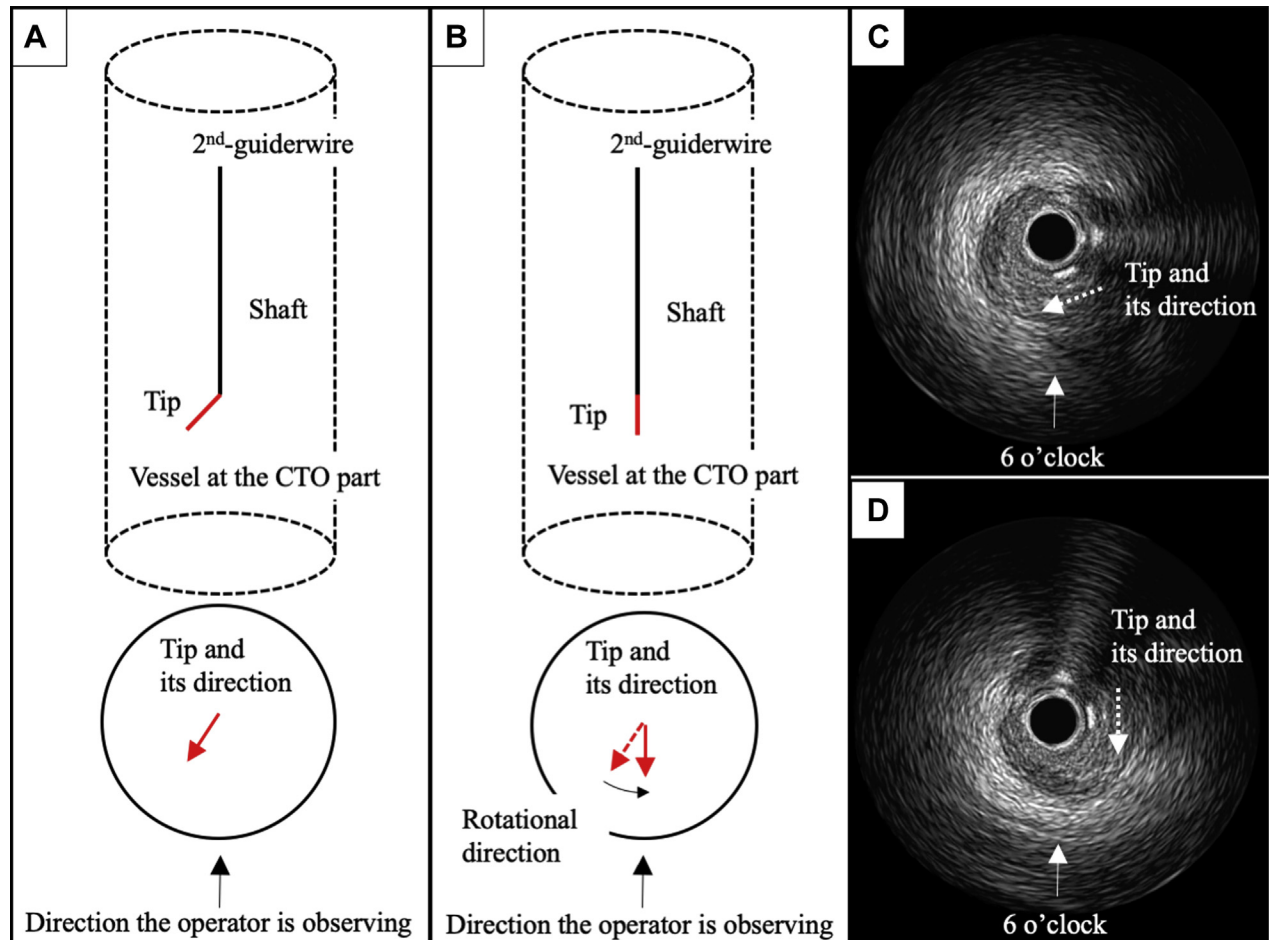 A
2nd-guiderwire
Shaft
Tip
Vessel at the CTO part
Tip and
its direction
Direction the operator is observing
B
2nd-guiderwire
Shaft
Tip
Vessel at the CTO part
Tip and
its direction
Rotational
direction
Direction the operator is observing
C
Tip and
its direction
6 o’clock
D
Tip and
its direction
6 o’clock